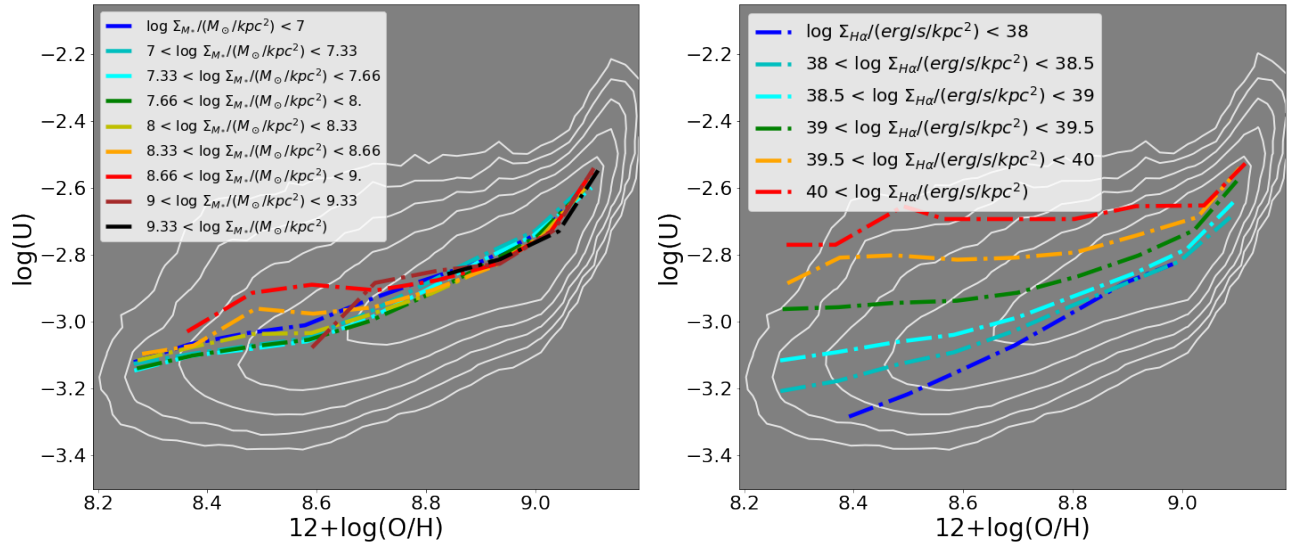 log Σ_{M*}/(M_⊙/kpc²) < 7
7 < log Σ_{M*}/(M_⊙/kpc²) < 7.33
7.33 < log Σ_{M*}/(M_⊙/kpc²) < 7.66
7.66 < log Σ_{M*}/(M_⊙/kpc²) < 8.
8 < log Σ_{M*}/(M_⊙/kpc²) < 8.33
8.33 < log Σ_{M*}/(M_⊙/kpc²) < 8.66
8.66 < log Σ_{M*}/(M_⊙/kpc²) < 9.
9 < log Σ_{M*}/(M_⊙/kpc²) < 9.33
9.33 < log Σ_{M*}/(M_⊙/kpc²)
−2.2
−2.4
−2.6
−2.8
−3.0
−3.2
−3.4
log(U)
8.2 8.4 8.6 8.8 9.0
12+log(O/H)
log Σ_{Hα}/(erg/s/kpc²) < 38
38 < log Σ_{Hα}/(erg/s/kpc²) < 38.5
38.5 < log Σ_{Hα}/(erg/s/kpc²) < 39
39 < log Σ_{Hα}/(erg/s/kpc²) < 39.5
39.5 < log Σ_{Hα}/(erg/s/kpc²) < 40
40 < log Σ_{Hα}/(erg/s/kpc²)
−2.2
−2.4
−2.6
−2.8
−3.0
−3.2
−3.4
log(U)
8.2 8.4 8.6 8.8 9.0
12+log(O/H)